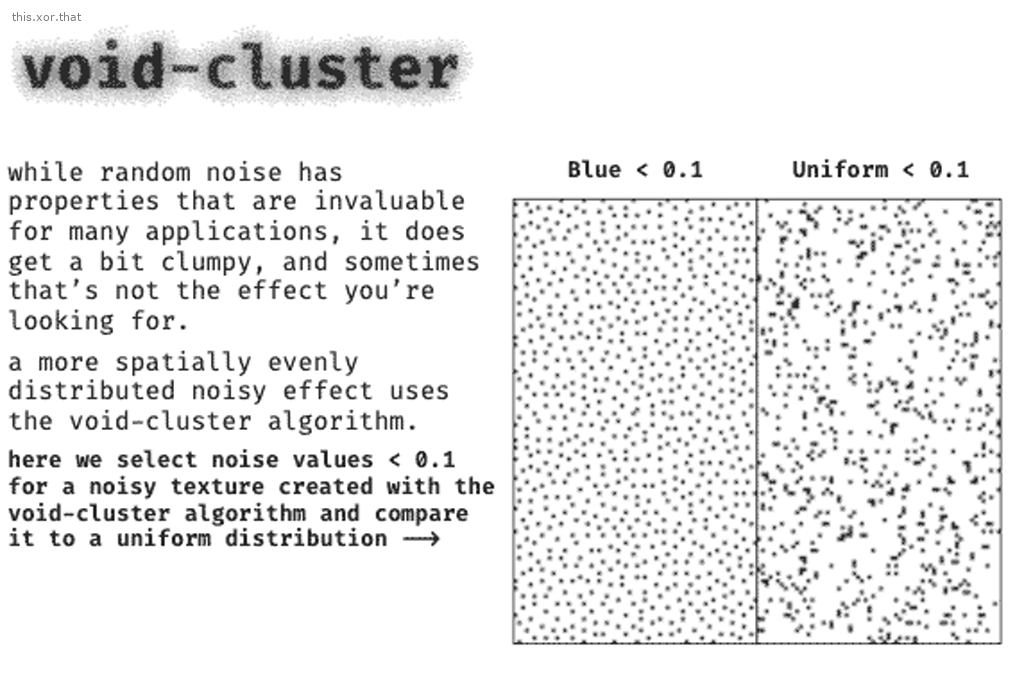 this.xor.that
void-cluster
while random noise has
properties that are invaluable
for many applications, it does
get a bit clumpy, and sometimes
that’s not the effect you’re
looking for.
a more spatially evenly
distributed noisy effect uses
the void-cluster algorithm.
here we select noise values < 0.1
for a noisy texture created with the
void-cluster algorithm and compare
it to a uniform distribution ⟶
Blue < 0.1
Uniform < 0.1